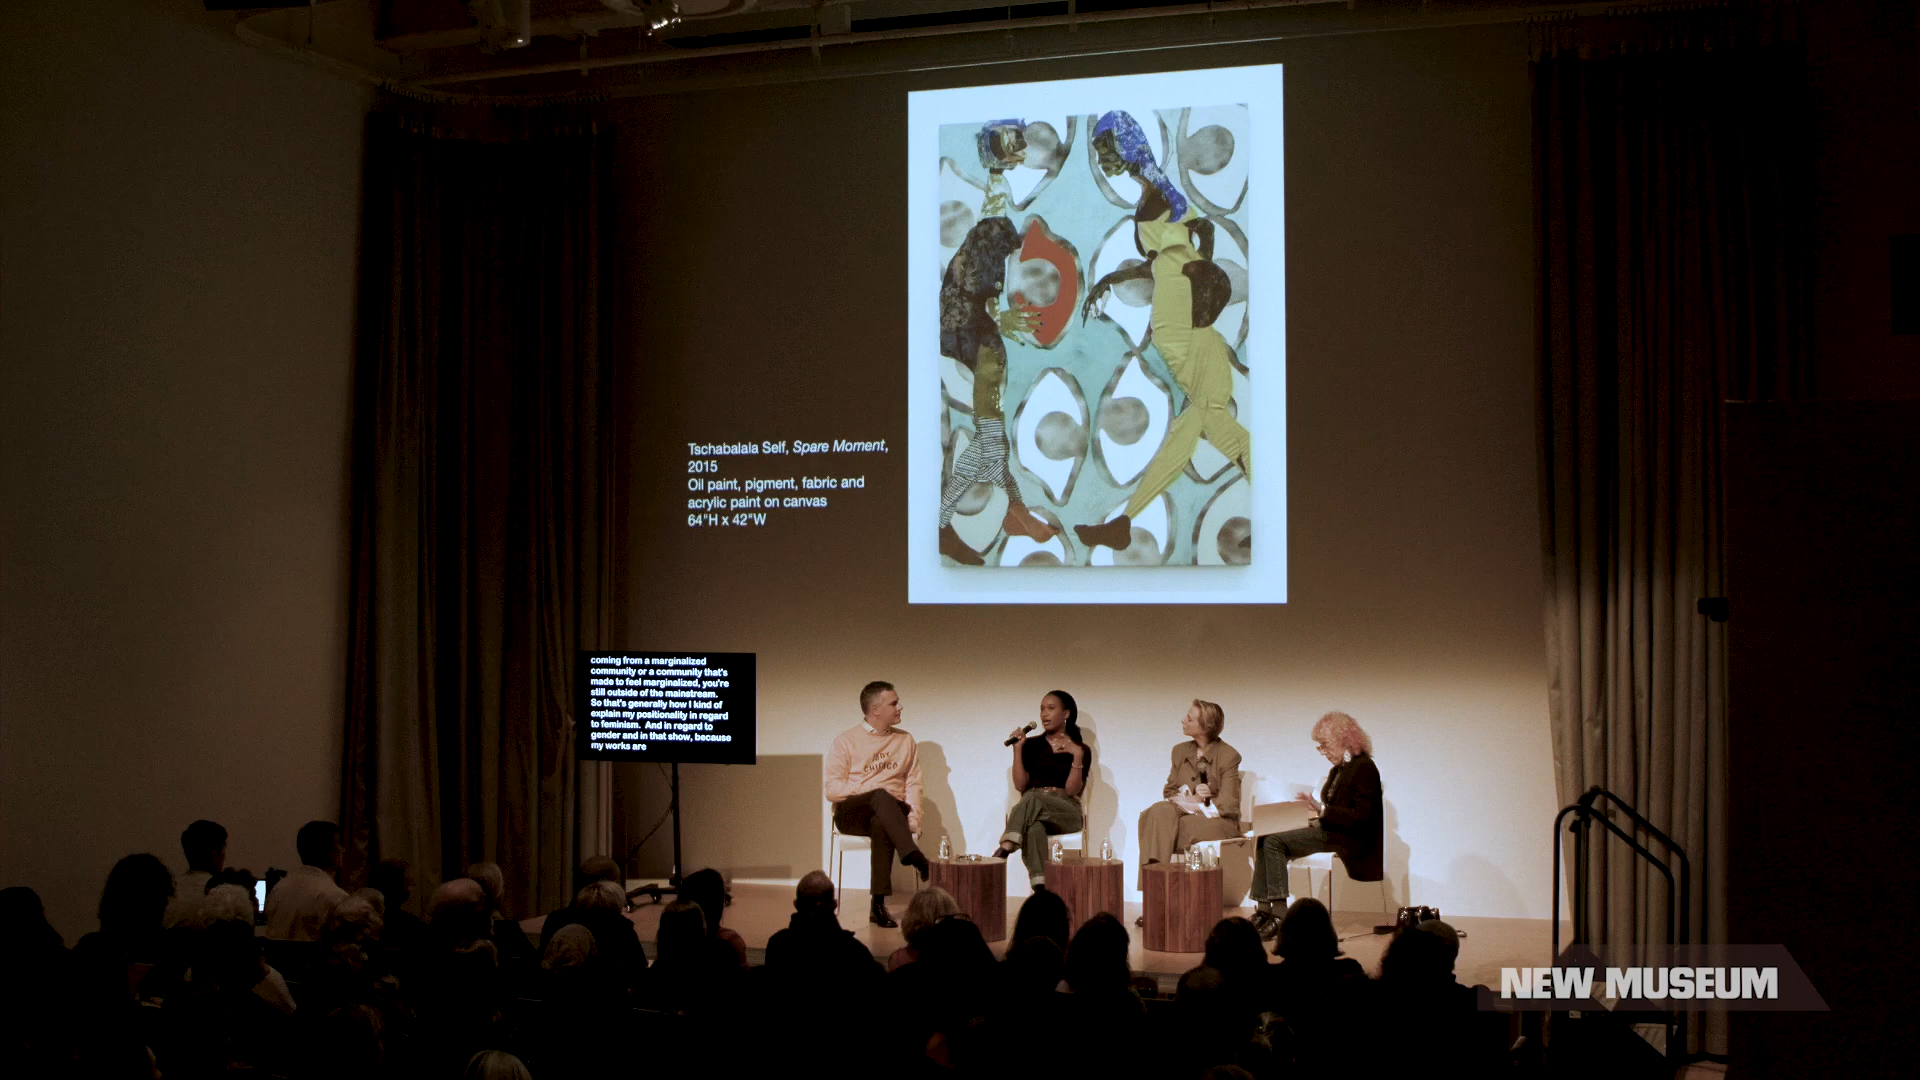 Tschabalala Self, Spare Moment,
2015
Oil paint, pigment, fabric and
acrylic paint on canvas
64"H x 42"W
coming from a marginalized
community or a community that's
made to feel marginalized, you're
still outside of the mainstream.
So that's generally how I kind of
explain my positionality in regard
to feminism. And in regard to
gender and in that show, because
my works are
CHICAGO
NEW MUSEUM